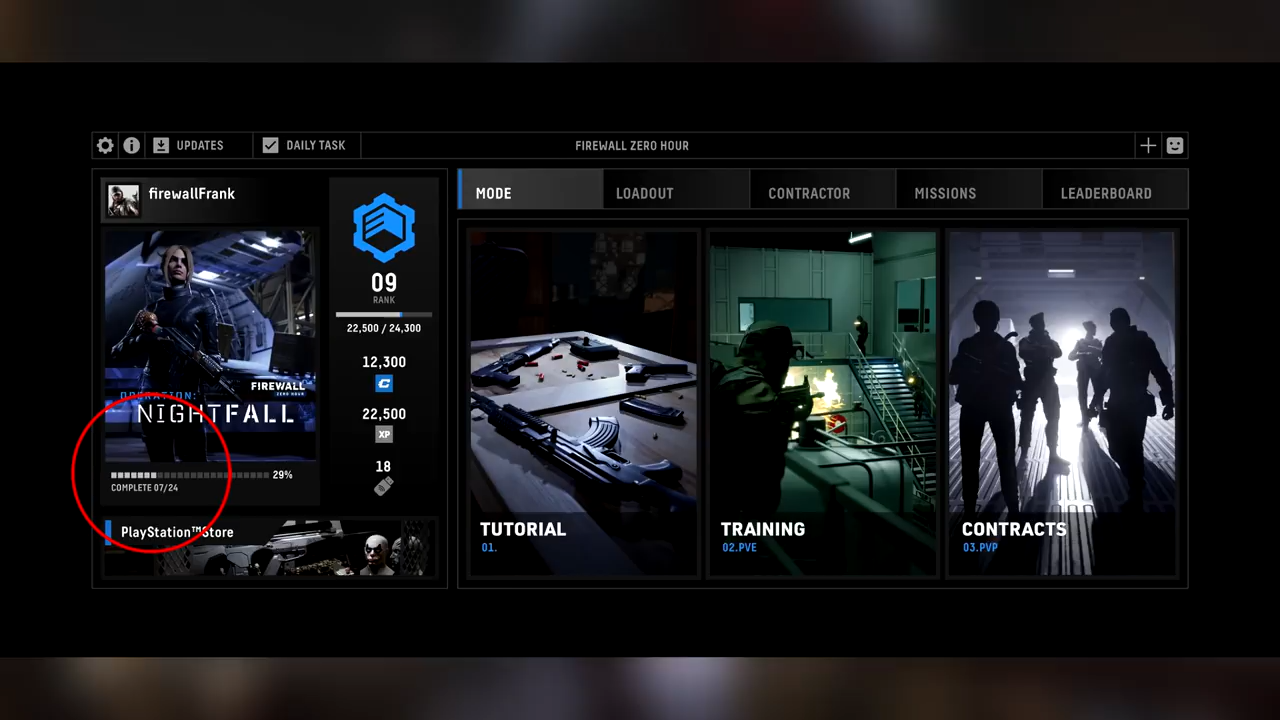 UPDATES
DAILY TASK
FIREWALL ZERO HOUR
firewallFrank
09
RANK
22,500 / 24,300
12,300
22,500
XP
18
FIREWALL
ZERO HOUR
OPERATION:
NIGHTFALL
29%
COMPLETE 07/24
PlayStation™Store
MODE
LOADOUT
CONTRACTOR
MISSIONS
LEADERBOARD
TUTORIAL
01.
TRAINING
02.PVE
CONTRACTS
03.PVP